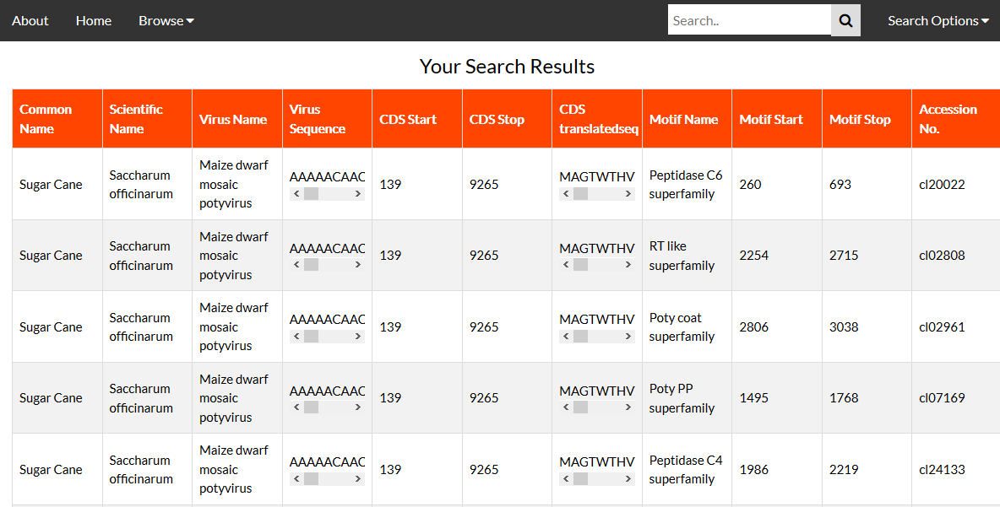 About Home Browse Search.. Search Options
Your Search Results
Common Name Scientific Name Virus Name Virus Sequence CDS Start CDS Stop CDS translatedseq Motif Name Motif Start Motif Stop Accession No.
Sugar Cane Saccharum officinarum Maize dwarf mosaic potyvirus AAAAACAAC 139 9265 MAGTWTHV Peptidase C6 superfamily 260 693 cl20022
Sugar Cane Saccharum officinarum Maize dwarf mosaic potyvirus AAAAACAAC 139 9265 MAGTWTHV RT like superfamily 2254 2715 cl02808
Sugar Cane Saccharum officinarum Maize dwarf mosaic potyvirus AAAAACAAC 139 9265 MAGTWTHV Poty coat superfamily 2806 3038 cl02961
Sugar Cane Saccharum officinarum Maize dwarf mosaic potyvirus AAAAACAAC 139 9265 MAGTWTHV Poty PP superfamily 1495 1768 cl07169
Sugar Cane Saccharum officinarum Maize dwarf mosaic potyvirus AAAAACAAC 139 9265 MAGTWTHV Peptidase C4 superfamily 1986 2219 cl24133